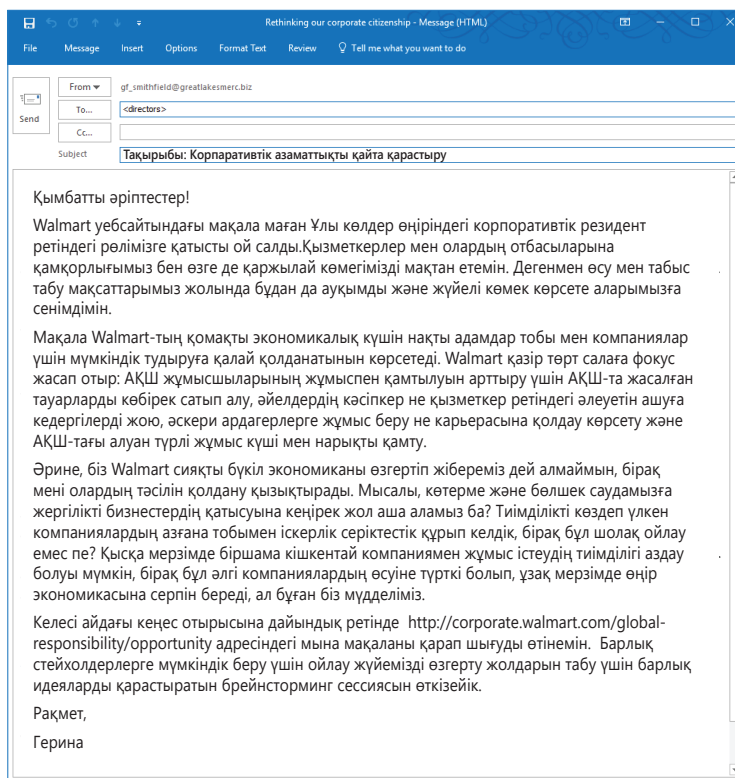 Rethinking our corporate citizenship - Message (HTML)
File Message Insert Options Format Text Review Tell me what you want to do
From gf_smithfield@greatlakesmerc.biz
To... <directors>
Send
Cc...
Subject Тақырыбы: Корпаративтік азаматтықты қайта қарастыру
Қымбатты әріптестер!
Walmart уебсайтындағы мақала маған Ұлы көлдер өңіріндегі корпоративтік резидент
ретіндегі рөлімізге қатысты ой салды.Қызметкерлер мен олардың отбасыларына
қамқорлығымыз бен өзге де қаржылай көмегімізді мақтан етемін. Дегенмен өсу мен табыс
табу мақсаттарымыз жолында бұдан да ауқымды және жүйелі көмек көрсете аларымызға
сенімдімін.
Мақала Walmart-тың қомақты экономикалық күшін нақты адамдар тобы мен компаниялар
үшін мүмкіндік тудыруға қалай қолданатынын көрсетеді. Walmart қазір төрт салаға фокус
жасап отыр: АҚШ жұмысшыларының жұмыспен қамтылуын арттыру үшін АҚШ-та жасалған
тауарларды көбірек сатып алу, әйелдердің кәсіпкер не қызметкер ретіндегі әлеуетін ашуға
кедергілерді жою, әскери ардагерлерге жұмыс беру не карьерасына қолдау көрсету және
АҚШ-тағы алуан түрлі жұмыс күші мен нарықты қамту.
Әрине, біз Walmart сияқты бүкіл экономиканы өзгертіп жібереміз дей алмаймын, бірақ
мені олардың тәсілін қолдану қызықтырады. Мысалы, көтерме және бөлшек саудамызға
жергілікті бизнестердің қатысуына кеңірек жол аша аламыз ба? Тиімділікті көздеп үлкен
компаниялардың азғана тобымен іскерлік серіктестік құрып келдік, бірақ бұл шолақ ойлау
емес пе? Қысқа мерзімде біршама кішкентай компаниямен жұмыс істеудің тиімділігі аздау
болуы мүмкін, бірақ бұл әлгі компаниялардың өсуіне түрткі болып, ұзақ мерзімде өңір
экономикасына серпін береді, ал бұған біз мүдделіміз.
Келесі айдағы кеңес отырысына дайындық ретінде http://corporate.walmart.com/global-
responsibility/opportunity адресіндегі мына мақаланы қарап шығуды өтінемін. Барлық
стейхолдерлерге мүмкіндік беру үшін ойлау жүйемізді өзгерту жолдарын табу үшін барлық
идеяларды қарастыратын брейнсторминг сессиясын өткізейік.
Рақмет,
Герина